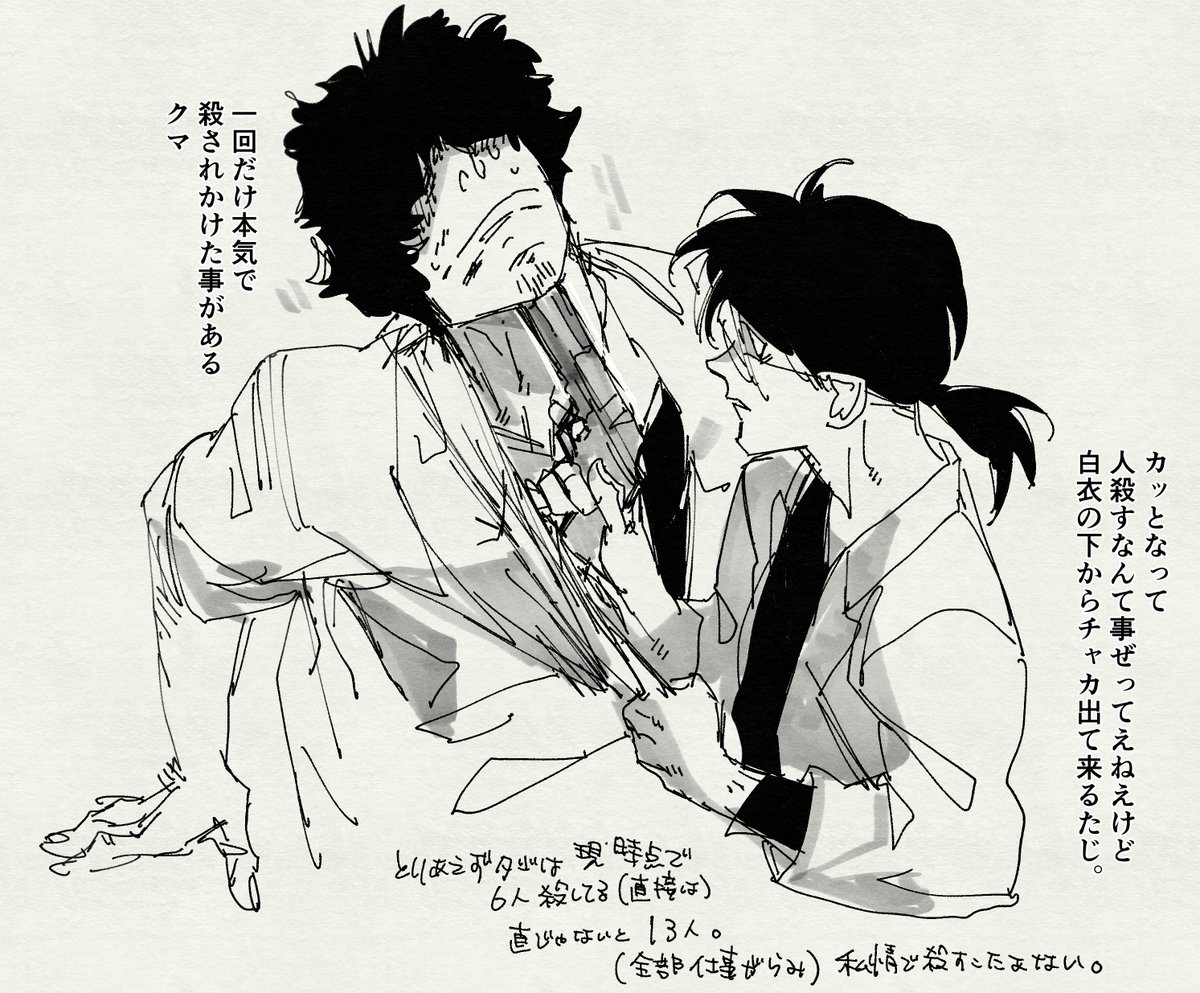 カッとなって
人殺すなんて事ぜってえねえけど
白衣の下からチャカ出て来るたじ。
一回だけ本気で
殺されかけた事がある
クマ
とりあえずタジは 現時点で
6人殺してる(直接は)
直じゃないと 13人。
(全部仕事がらみ) 私情で殺すこたぁない。